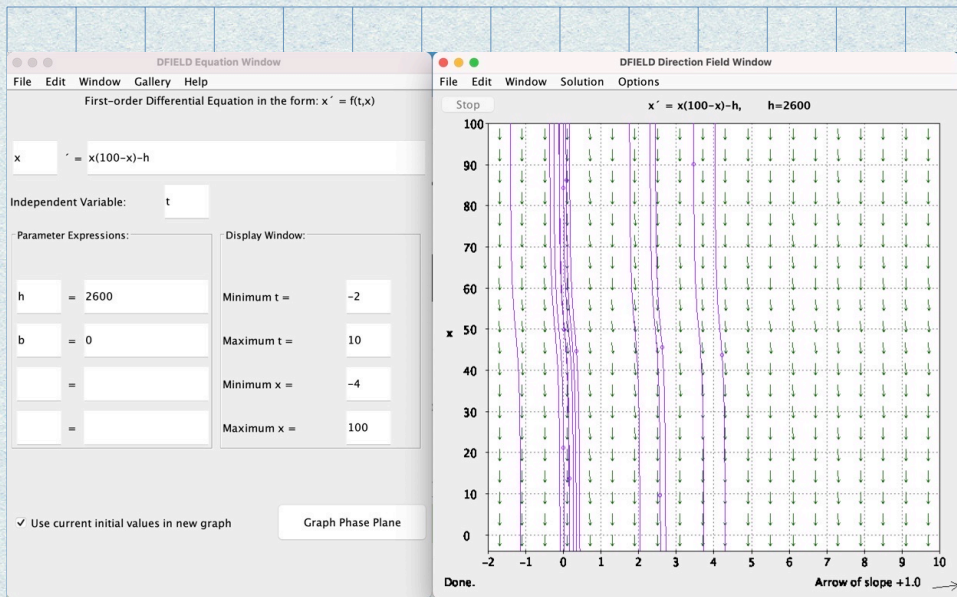 DFIELD Equation Window
File Edit Window Gallery Help
First-order Differential Equation in the form: x´ = f(t,x)
x ´ = x(100-x)-h
Independent Variable: t
Parameter Expressions:
h = 2600
b = 0
=
=
Display Window:
Minimum t = -2
Maximum t = 10
Minimum x = -4
Maximum x = 100
✓ Use current initial values in new graph
Graph Phase Plane
DFIELD Direction Field Window
File Edit Window Solution Options
Stop
x´ = x(100-x)-h, h=2600
100
90
80
70
60
x 50
40
30
20
10
0
-2 -1 0 1 2 3 4 5 6 7 8 9 10
Done.
Arrow of slope +1.0